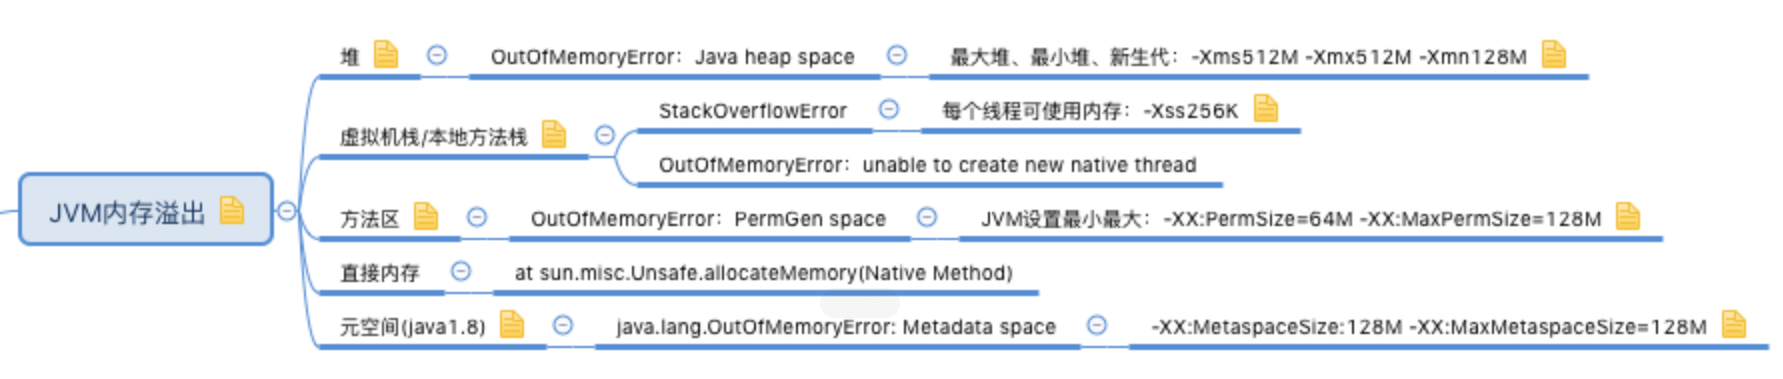 堆
OutOfMemoryError：Java heap space
最大堆、最小堆、新生代：-Xms512M -Xmx512M -Xmn128M
虚拟机栈/本地方法栈
StackOverflowError
每个线程可使用内存：-Xss256K
OutOfMemoryError：unable to create new native thread
JVM内存溢出
方法区
OutOfMemoryError：PermGen space
JVM设置最小最大：-XX:PermSize=64M -XX:MaxPermSize=128M
直接内存
at sun.misc.Unsafe.allocateMemory(Native Method)
元空间(java1.8)
java.lang.OutOfMemoryError: Metadata space
-XX:MetaspaceSize:128M -XX:MaxMetaspaceSize=128M